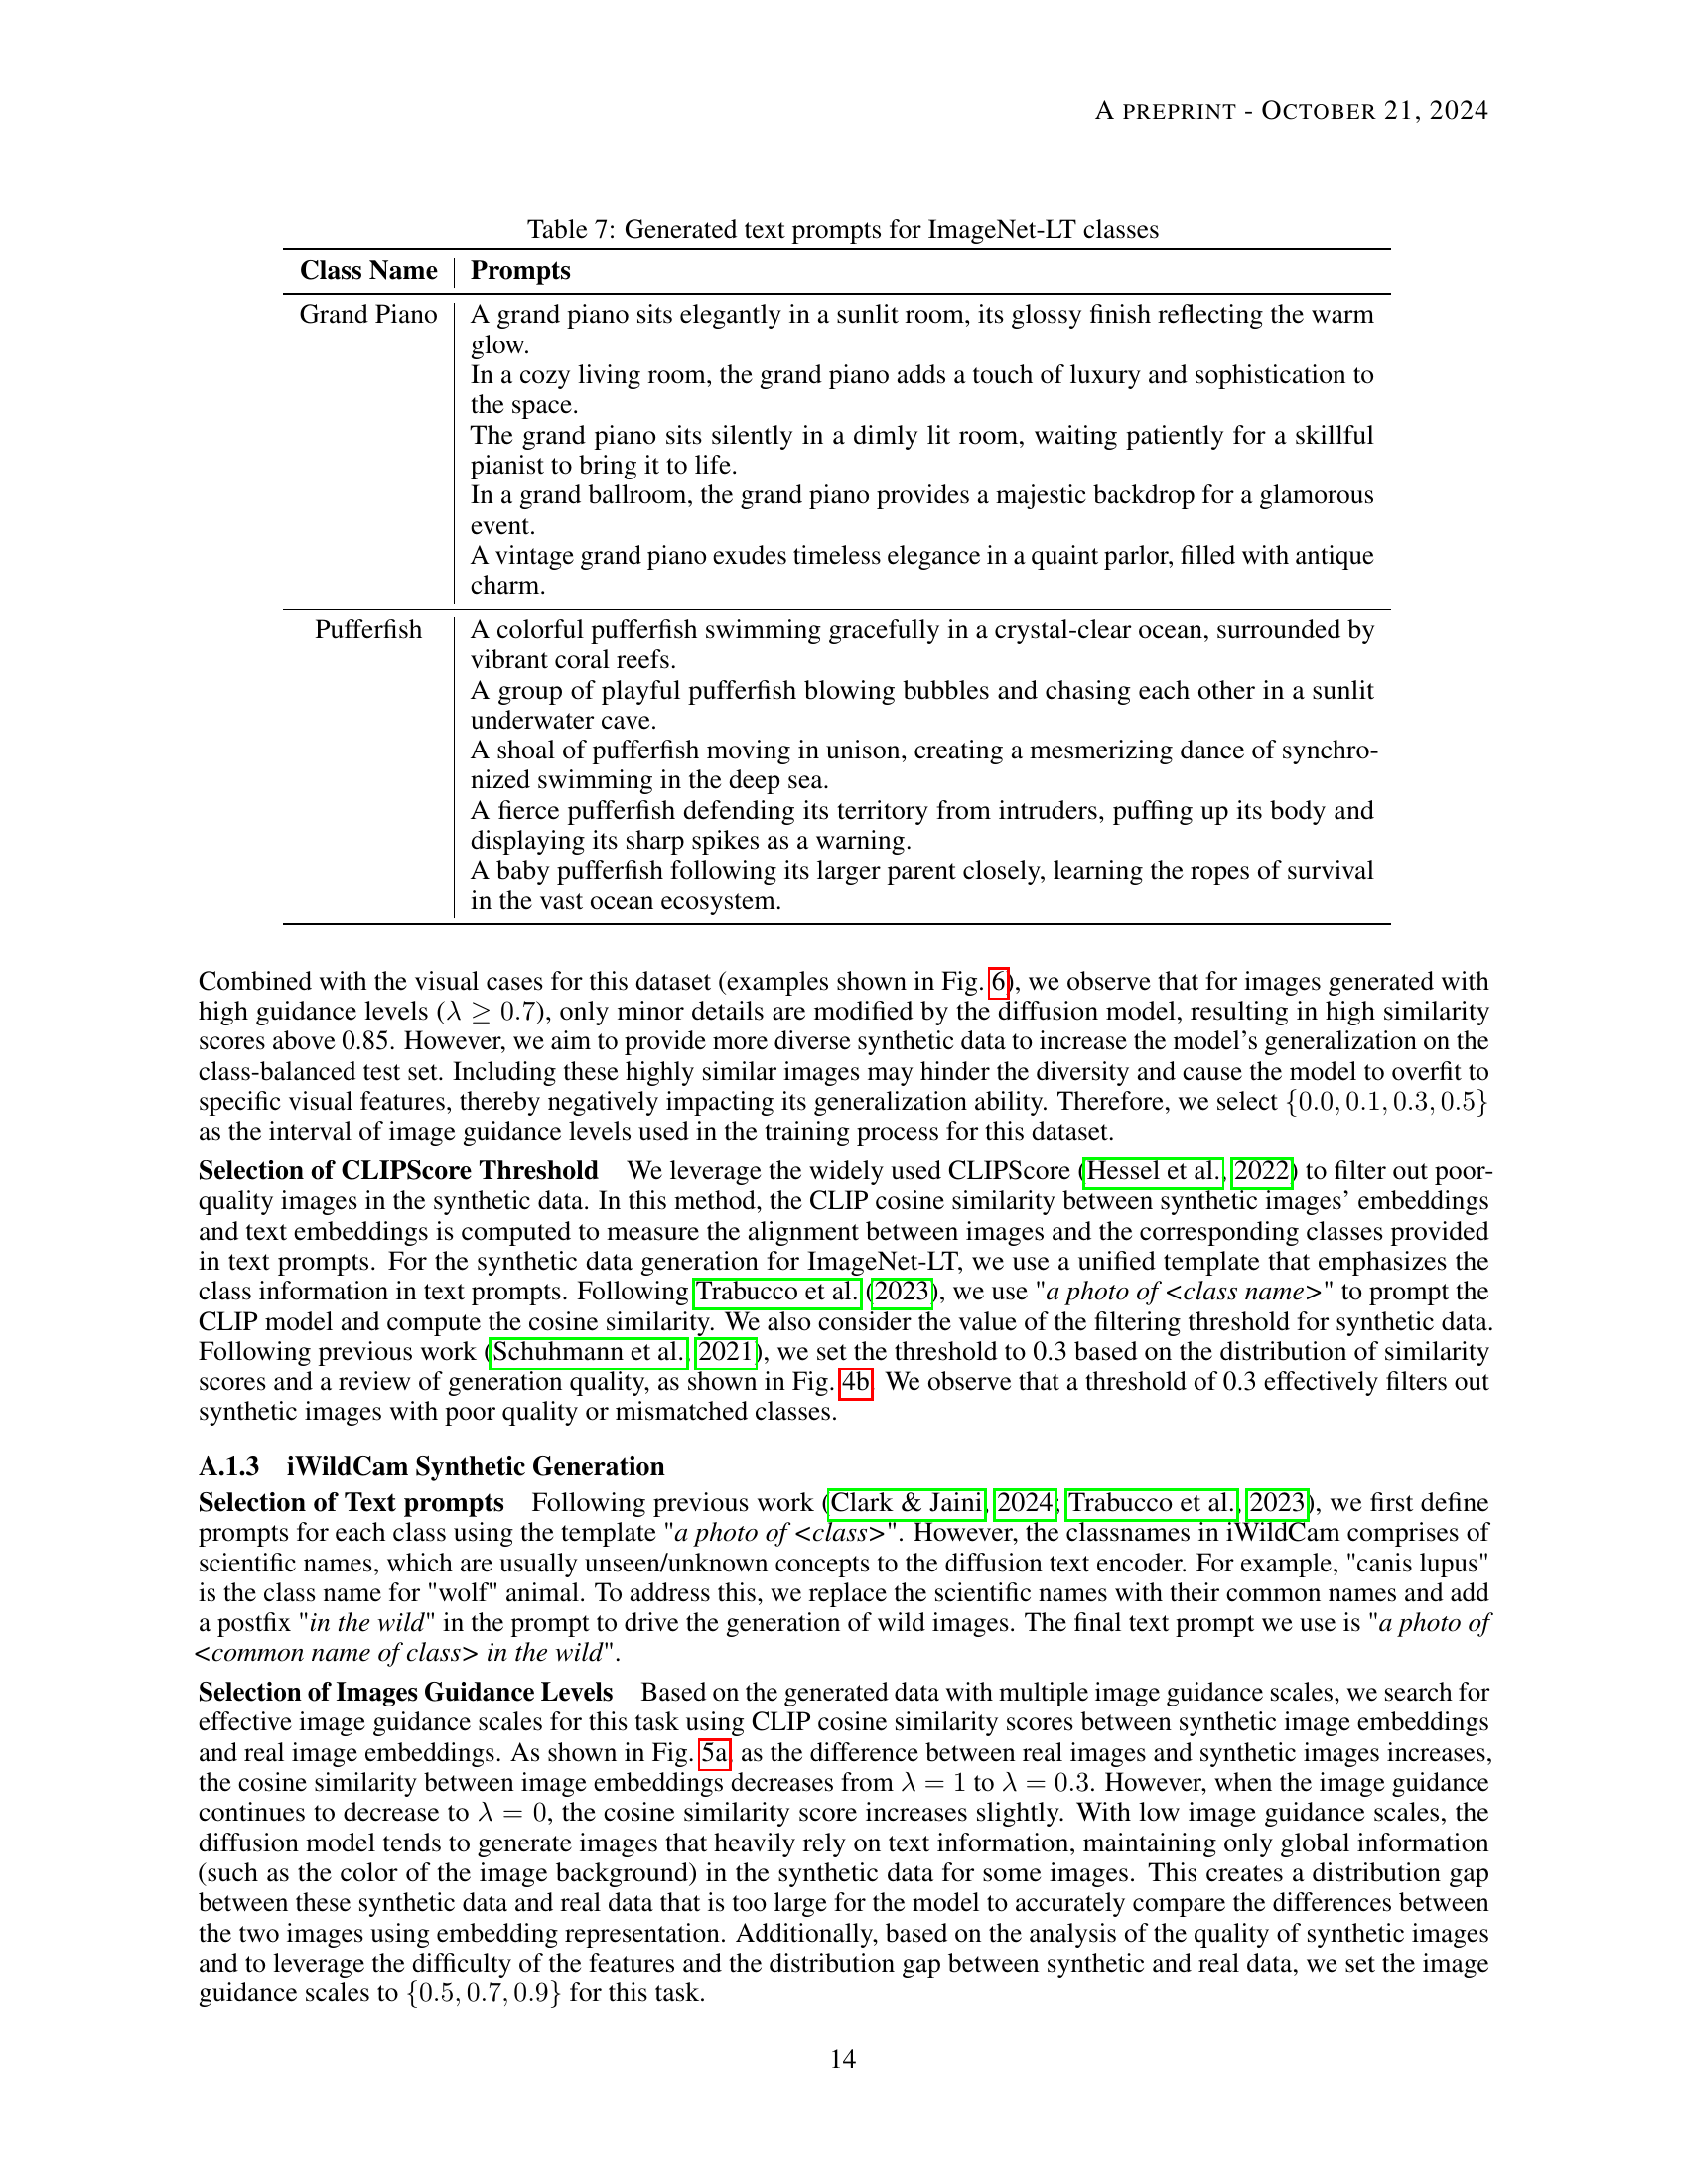 A PREPRINT - OCTOBER 21, 2024
Table 7: Generated text prompts for ImageNet-LT classes
Class Name Prompts
Grand Piano A grand piano sits elegantly in a sunlit room, its glossy finish reflecting the warm
glow.
In a cozy living room, the grand piano adds a touch of luxury and sophistication to
the space.
The grand piano sits silently in a dimly lit room, waiting patiently for a skillful
pianist to bring it to life.
In a grand ballroom, the grand piano provides a majestic backdrop for a glamorous
event.
A vintage grand piano exudes timeless elegance in a quaint parlor, filled with antique
charm.
Pufferfish A colorful pufferfish swimming gracefully in a crystal-clear ocean, surrounded by
vibrant coral reefs.
A group of playful pufferfish blowing bubbles and chasing each other in a sunlit
underwater cave.
A shoal of pufferfish moving in unison, creating a mesmerizing dance of synchro-
nized swimming in the deep sea.
A fierce pufferfish defending its territory from intruders, puffing up its body and
displaying its sharp spikes as a warning.
A baby pufferfish following its larger parent closely, learning the ropes of survival
in the vast ocean ecosystem.
Combined with the visual cases for this dataset (examples shown in Fig. 6), we observe that for images generated with
high guidance levels (λ ≥ 0.7), only minor details are modified by the diffusion model, resulting in high similarity
scores above 0.85. However, we aim to provide more diverse synthetic data to increase the model's generalization on the
class-balanced test set. Including these highly similar images may hinder the diversity and cause the model to overfit to
specific visual features, thereby negatively impacting its generalization ability. Therefore, we select {0.0, 0.1, 0.3, 0.5}
as the interval of image guidance levels used in the training process for this dataset.
Selection of CLIPScore Threshold We leverage the widely used CLIPScore (Hessel et al., 2022) to filter out poor-
quality images in the synthetic data. In this method, the CLIP cosine similarity between synthetic images' embeddings
and text embeddings is computed to measure the alignment between images and the corresponding classes provided
in text prompts. For the synthetic data generation for ImageNet-LT, we use a unified template that emphasizes the
class information in text prompts. Following Trabucco et al. (2023), we use "a photo of <class name>" to prompt the
CLIP model and compute the cosine similarity. We also consider the value of the filtering threshold for synthetic data.
Following previous work (Schuhmann et al., 2021), we set the threshold to 0.3 based on the distribution of similarity
scores and a review of generation quality, as shown in Fig. 4b. We observe that a threshold of 0.3 effectively filters out
synthetic images with poor quality or mismatched classes.
A.1.3 iWildCam Synthetic Generation
Selection of Text prompts Following previous work (Clark & Jaini, 2024; Trabucco et al., 2023), we first define
prompts for each class using the template "a photo of <class>". However, the classnames in iWildCam comprises of
scientific names, which are usually unseen/unknown concepts to the diffusion text encoder. For example, "canis lupus"
is the class name for "wolf" animal. To address this, we replace the scientific names with their common names and add
a postfix "in the wild" in the prompt to drive the generation of wild images. The final text prompt we use is "a photo of
<common name of class> in the wild".
Selection of Images Guidance Levels Based on the generated data with multiple image guidance scales, we search for
effective image guidance scales for this task using CLIP cosine similarity scores between synthetic image embeddings
and real image embeddings. As shown in Fig. 5a, as the difference between real images and synthetic images increases,
the cosine similarity between image embeddings decreases from λ = 1 to λ = 0.3. However, when the image guidance
continues to decrease to λ = 0, the cosine similarity score increases slightly. With low image guidance scales, the
diffusion model tends to generate images that heavily rely on text information, maintaining only global information
(such as the color of the image background) in the synthetic data for some images. This creates a distribution gap
between these synthetic data and real data that is too large for the model to accurately compare the differences between
the two images using embedding representation. Additionally, based on the analysis of the quality of synthetic images
and to leverage the difficulty of the features and the distribution gap between synthetic and real data, we set the image
guidance scales to {0.5, 0.7, 0.9} for this task.
14